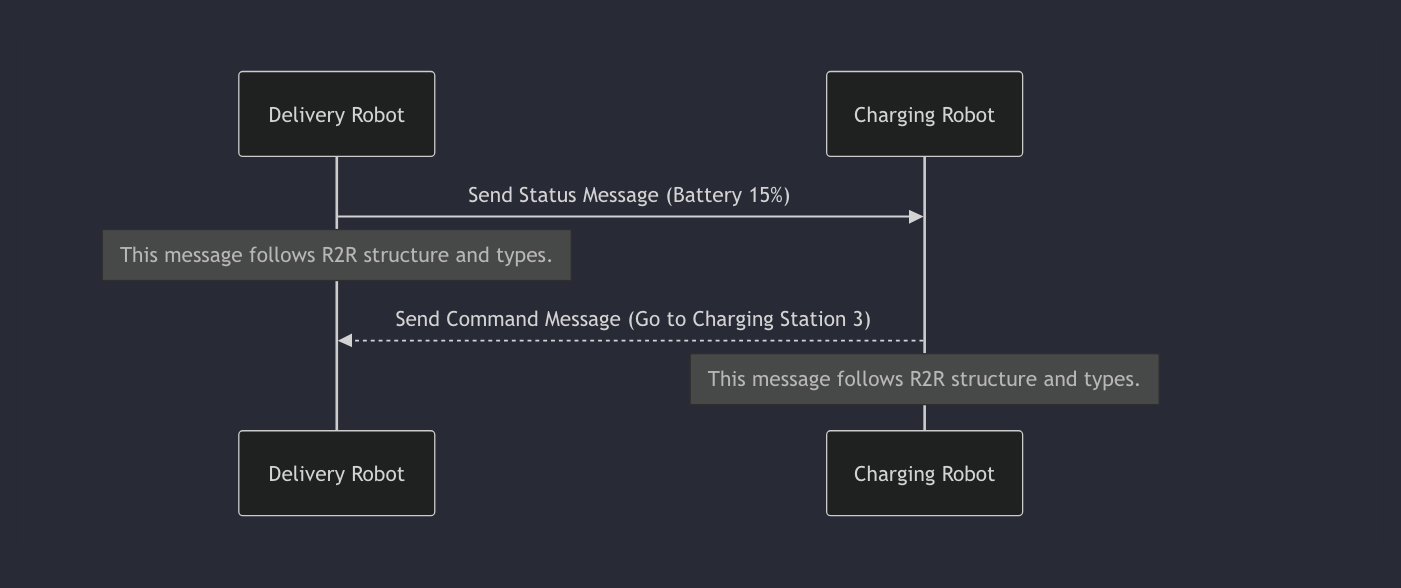 Delivery Robot
Charging Robot
Send Status Message (Battery 15%)
This message follows R2R structure and types.
Send Command Message (Go to Charging Station 3)
This message follows R2R structure and types.
Delivery Robot
Charging Robot